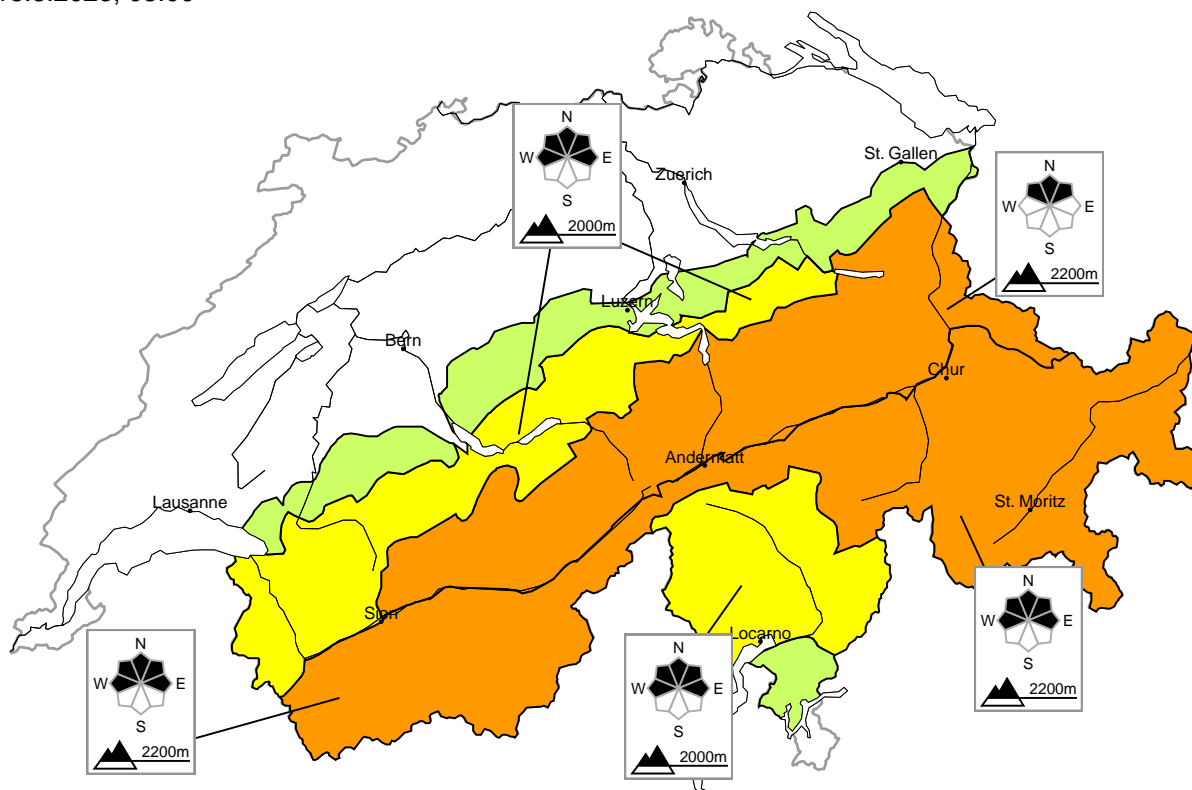 N
W E
S
2000m
St. Gallen
Zuerich
N
W E
S
2200m
Luzern
Bern
Chur
Andermatt
Lausanne
St. Moritz
N
W E
S
2200m
Sion
Locarno
N
W E
S
2200m
N
W E
S
2000m